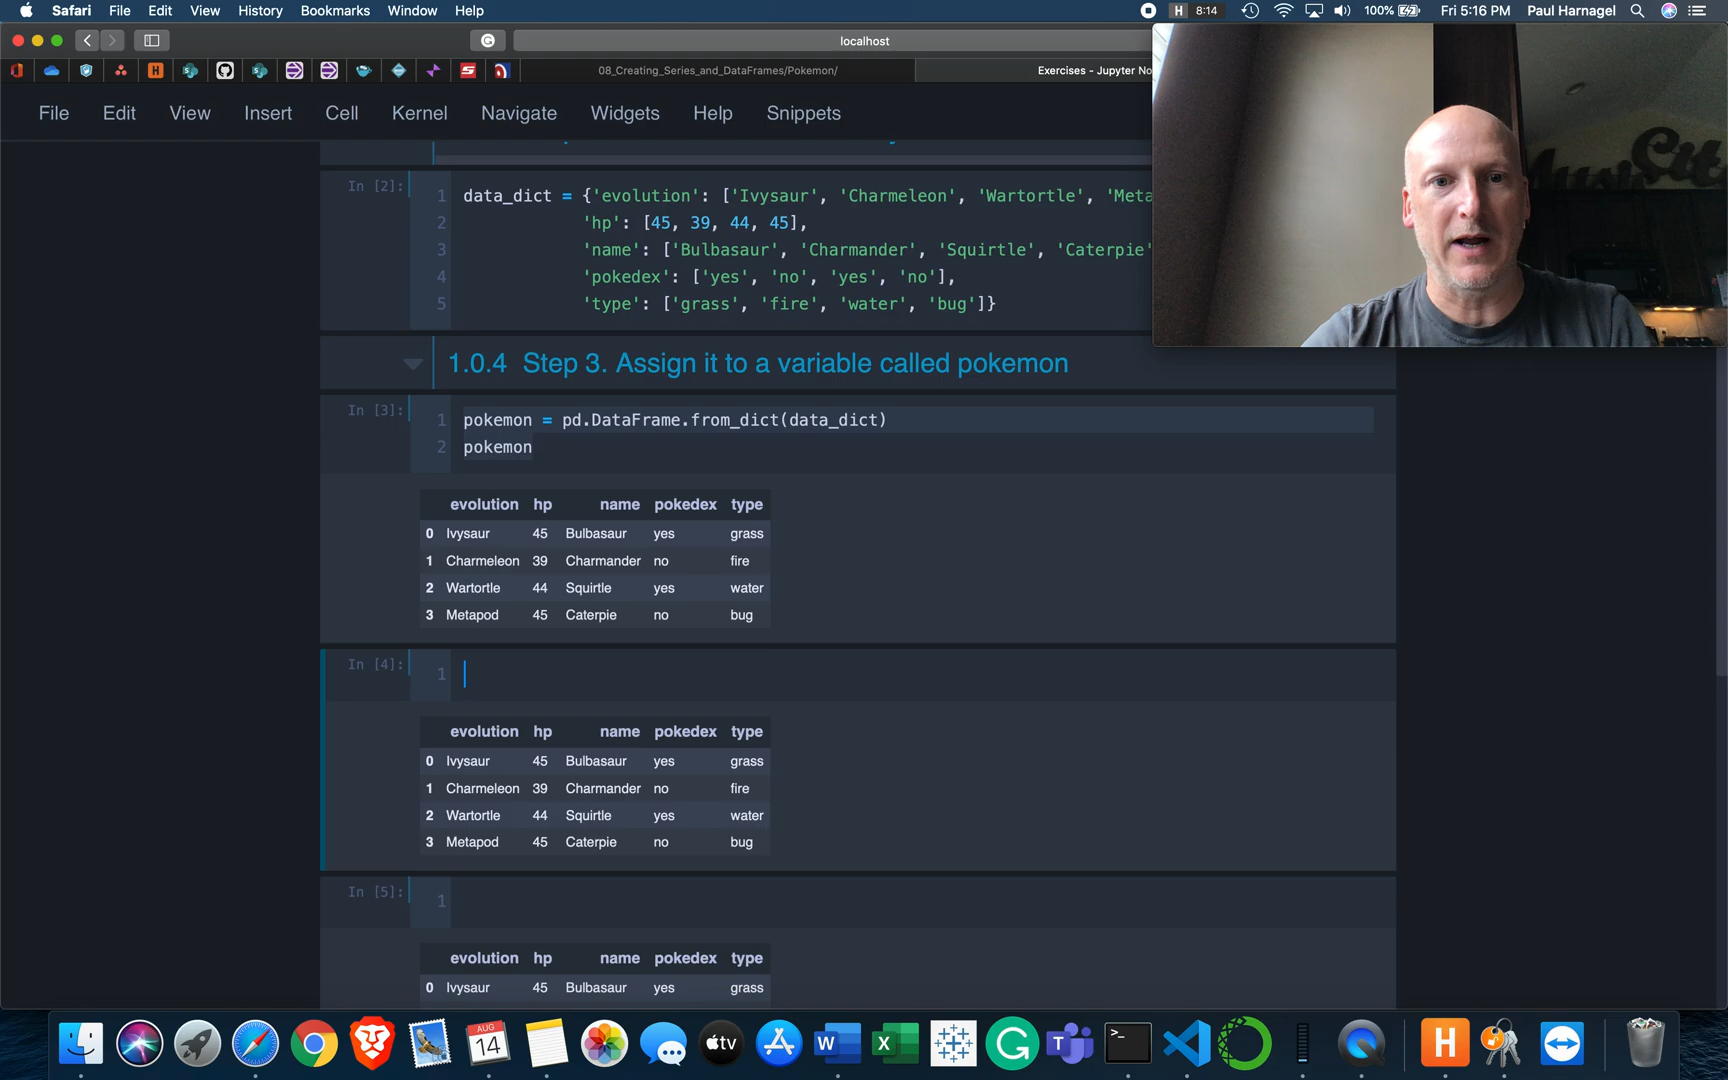 Safari File Edit View History Bookmarks Window Help
H 8:14 100% Fri 5:16 PM Paul Harnagel
localhost
08_Creating_Series_and_DataFrames/Pokemon/
Exercises - Jupyter No
File Edit View Insert Cell Kernel Navigate Widgets Help Snippets
In [2]:
1 data_dict = {'evolution': ['Ivysaur', 'Charmeleon', 'Wartortle', 'Meta
2 'hp': [45, 39, 44, 45],
3 'name': ['Bulbasaur', 'Charmander', 'Squirtle', 'Caterpie'
4 'pokedex': ['yes', 'no', 'yes', 'no'],
5 'type': ['grass', 'fire', 'water', 'bug']}
1.0.4 Step 3. Assign it to a variable called pokemon
In [3]:
1 pokemon = pd.DataFrame.from_dict(data_dict)
2 pokemon
evolution hp name pokedex type
0 Ivysaur 45 Bulbasaur yes grass
1 Charmeleon 39 Charmander no fire
2 Wartortle 44 Squirtle yes water
3 Metapod 45 Caterpie no bug
In [4]:
1
evolution hp name pokedex type
0 Ivysaur 45 Bulbasaur yes grass
1 Charmeleon 39 Charmander no fire
2 Wartortle 44 Squirtle yes water
3 Metapod 45 Caterpie no bug
In [5]:
1
evolution hp name pokedex type
0 Ivysaur 45 Bulbasaur yes grass
AUG
14
tv
W
X
G
T
>_
H